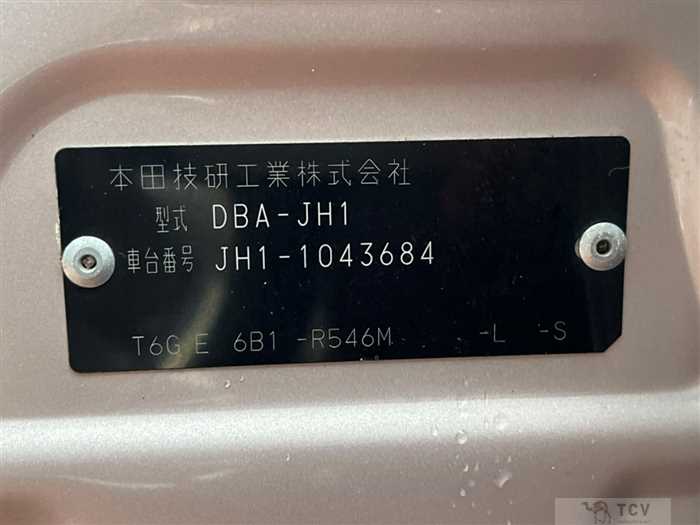 本田技研工業株式会社
型式 DBA-JH1
車台番号 JH1-1043684
T6G E 6B1 -R546M -L -S
TCV